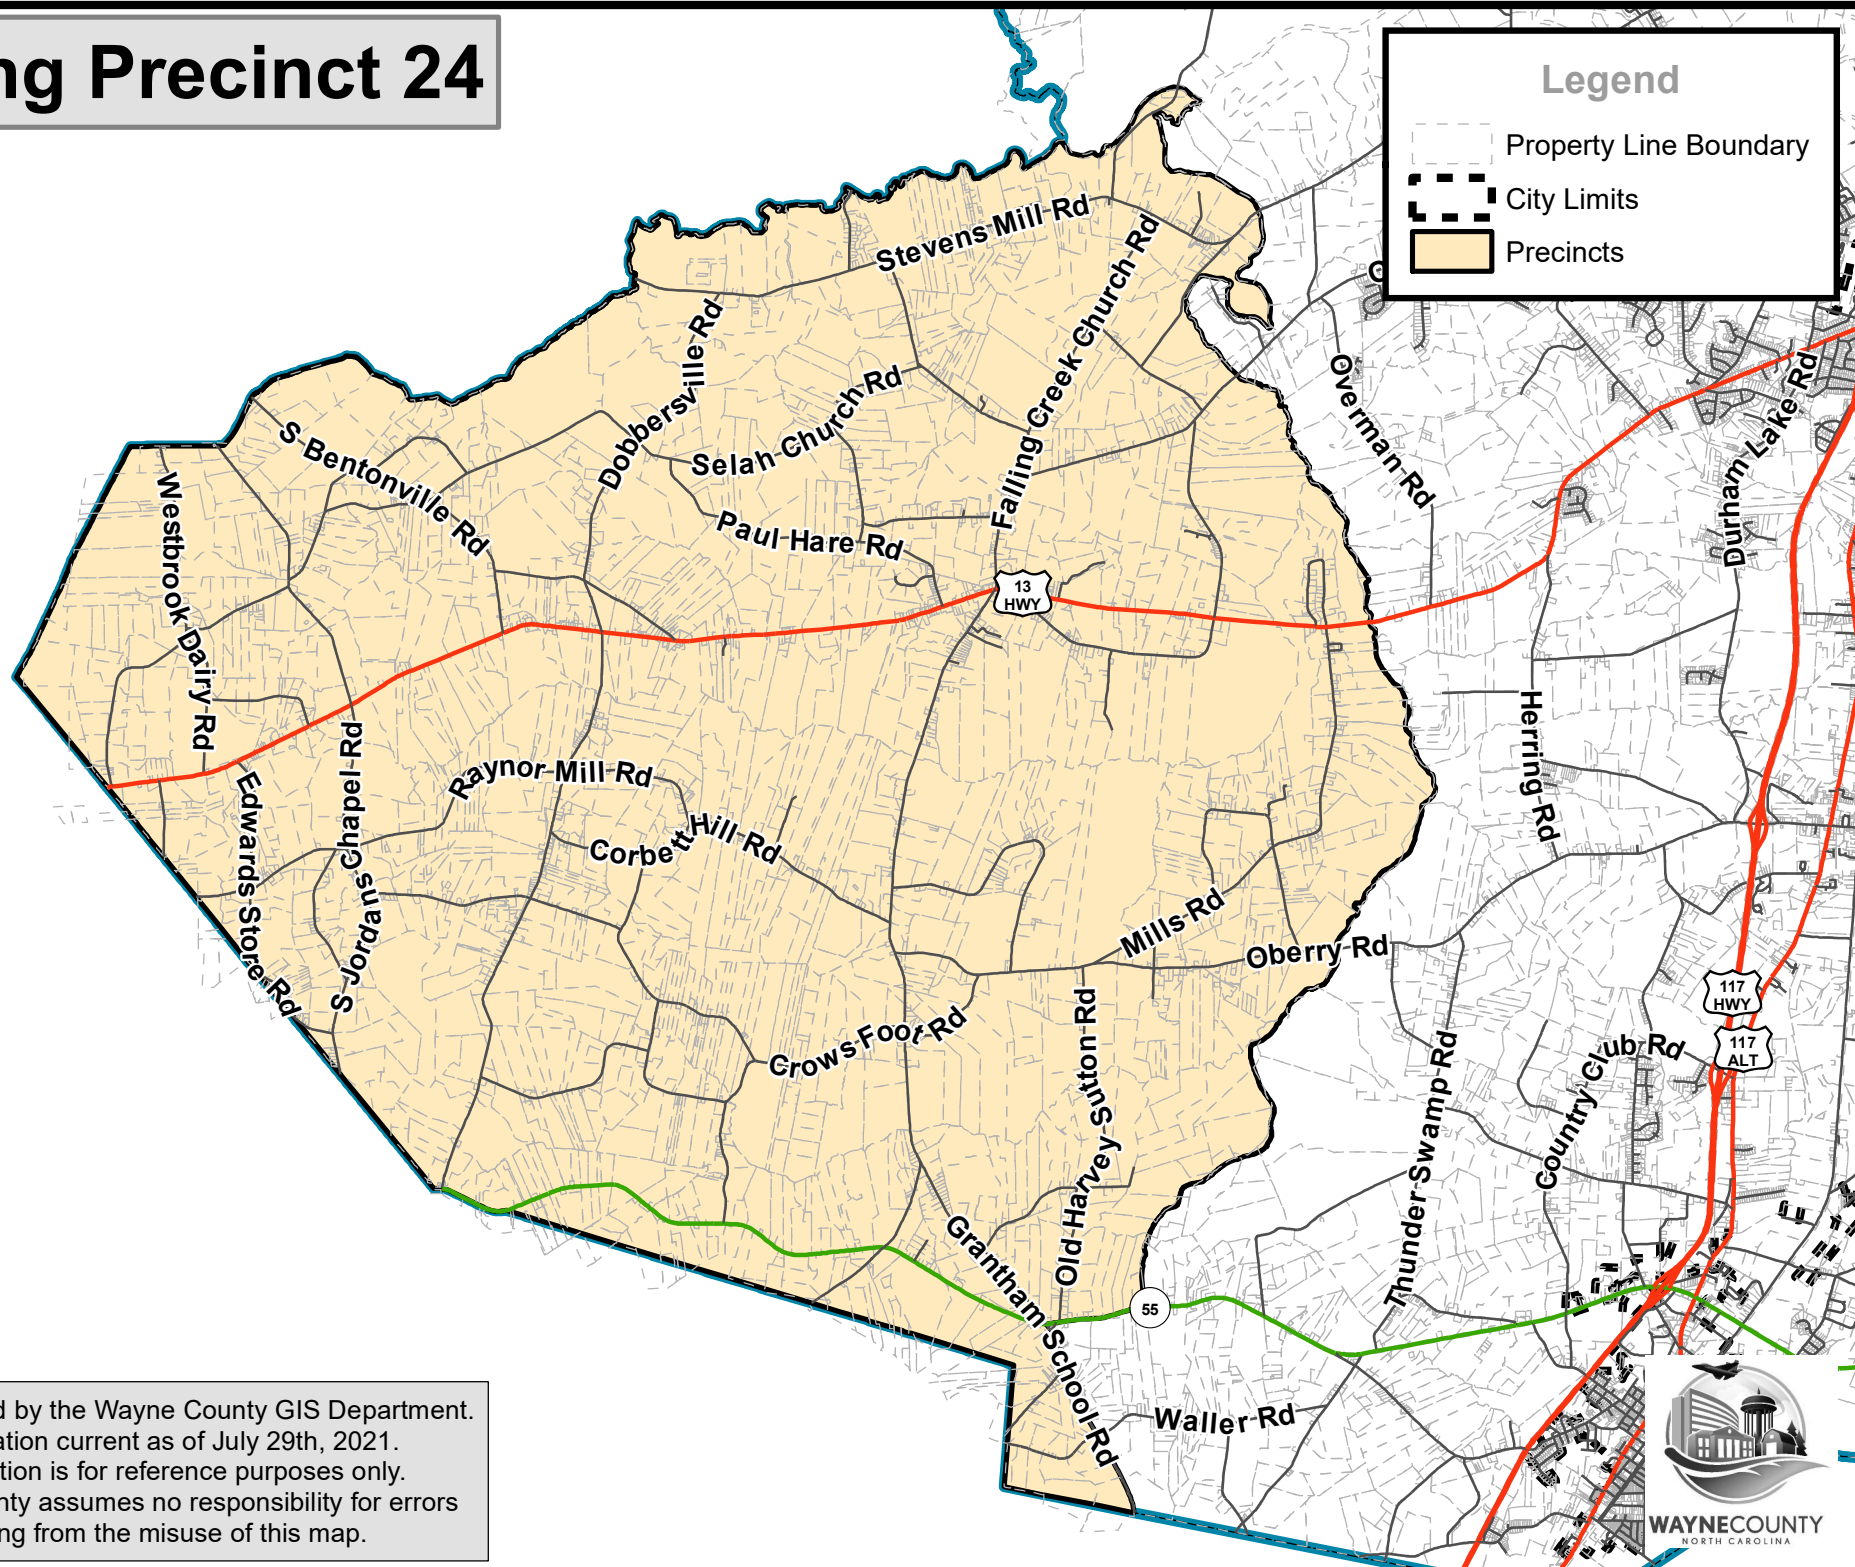 ng Precinct 24
Legend
Property Line Boundary
City Limits
Precincts
Stevens Mill Rd
Falling Creek Church Rd
Dobbersville Rd
Selah Church Rd
Overman Rd
Durham Lake Rd
S Bentonville Rd
Paul Hare Rd
Westbrook Dairy Rd
13
HWY
Herring Rd
Raynor Mill Rd
Corbett Hill Rd
Edwards Store Rd
S Jordans Chapel Rd
Mills Rd
Oberry Rd
117
HWY
117
ALT
Crows Foot Rd
Country Club Rd
Thunder Swamp Rd
Old Harvey Sutton Rd
Grantham School Rd
55
Waller Rd
d by the Wayne County GIS Department.
ation current as of July 29th, 2021.
tion is for reference purposes only.
nty assumes no responsibility for errors
ng from the misuse of this map.
WAYNECOUNTY
NORTH CAROLINA